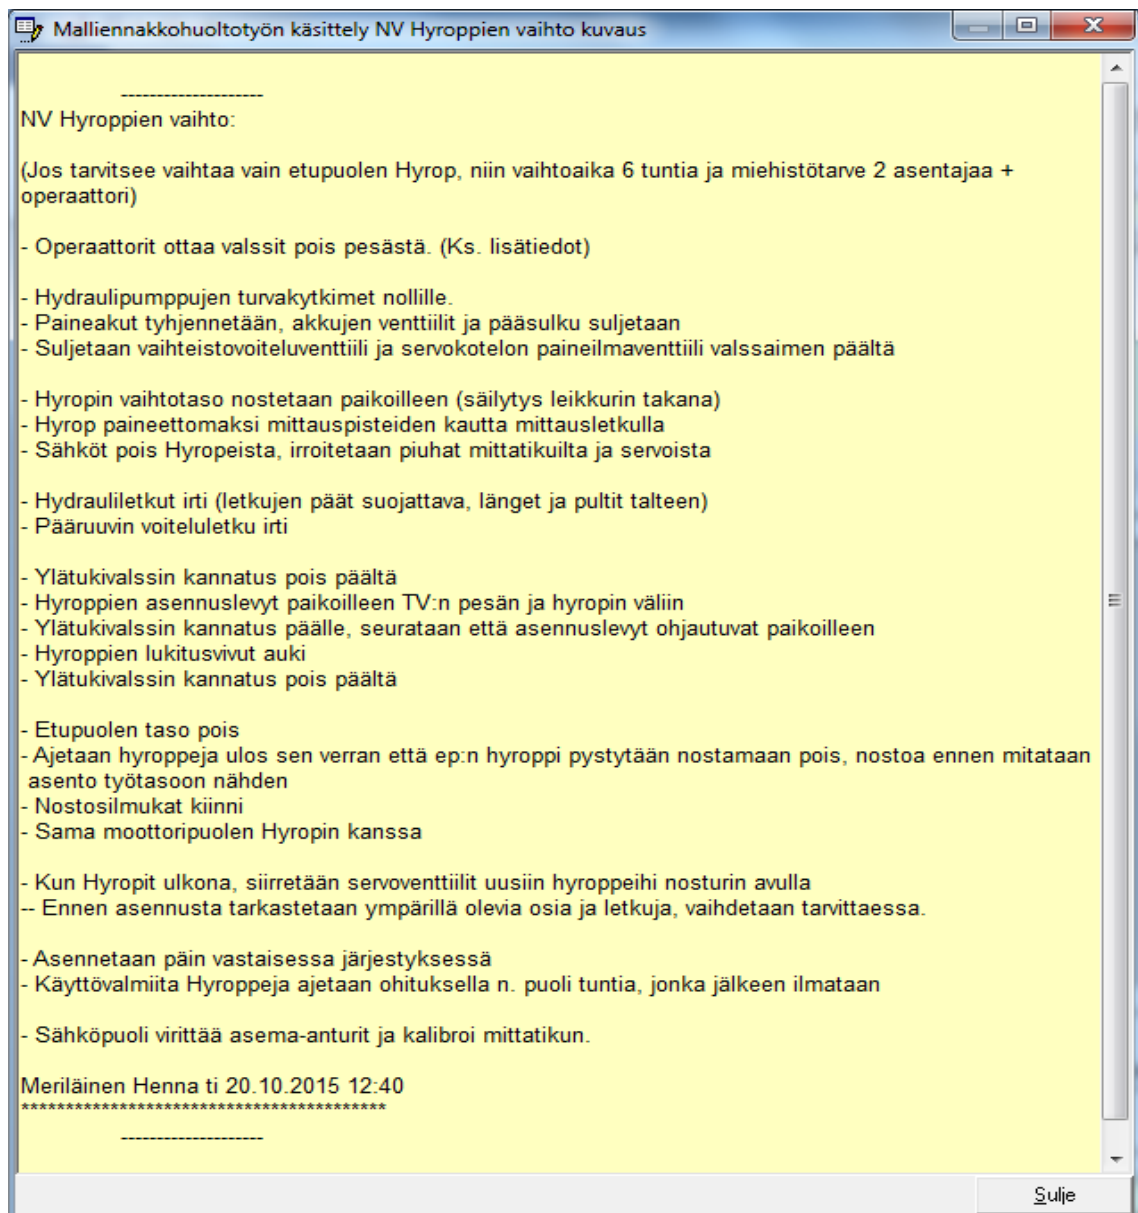 Malliennakkohuoltotyön käsittely NV Hyroppien vaihto kuvaus
--------------------
NV Hyroppien vaihto:
(Jos tarvitsee vaihtaa vain etupuolen Hyrop, niin vaihtoaika 6 tuntia ja miehistötarve 2 asentajaa +
operaattori)
- Operaattorit ottaa valssit pois pesästä. (Ks. lisätiedot)
- Hydraulipumppujen turvakytkimet nollille.
- Paineakut tyhjennetään, akkujen venttiilit ja pääsulku suljetaan
- Suljetaan vaihteistovoiteluventtiili ja servokotelon paineilmaventtiili valssaimen päältä
- Hyropin vaihtotaso nostetaan paikoilleen (säilytys leikkurin takana)
- Hyrop paineettomaksi mittauspisteiden kautta mittausletkulla
- Sähköt pois Hyropeista, irroitetaan piuhat mittatikuilta ja servoista
- Hydrauliletkut irti (letkujen päät suojattava, länget ja pultit talteen)
- Pääruuvin voiteluletku irti
- Ylätukivalssin kannatus pois päältä
- Hyroppien asennuslevyt paikoilleen TV:n pesän ja hyropin väliin
- Ylätukivalssin kannatus päälle, seurataan että asennuslevyt ohjautuvat paikoilleen
- Hyroppien lukitusvivut auki
- Ylätukivalssin kannatus pois päältä
- Etupuolen taso pois
- Ajetaan hyroppeja ulos sen verran että ep:n hyroppi pystytään nostamaan pois, nostoa ennen mitataan
asento työtasoon nähden
- Nostosilmukat kiinni
- Sama moottoripuolen Hyropin kanssa
- Kun Hyropit ulkona, siirretään servoventtiilit uusiin hyroppeihi nosturin avulla
-- Ennen asennusta tarkastetaan ympärillä olevia osia ja letkuja, vaihdetaan tarvittaessa.
- Asennetaan päin vastaisessa järjestyksessä
- Käyttövalmiita Hyroppeja ajetaan ohituksella n. puoli tuntia, jonka jälkeen ilmataan
- Sähköpuoli virittää asema-anturit ja kalibroi mittatikun.
Meriläinen Henna ti 20.10.2015 12:40
*****************************************
--------------------
Sulje